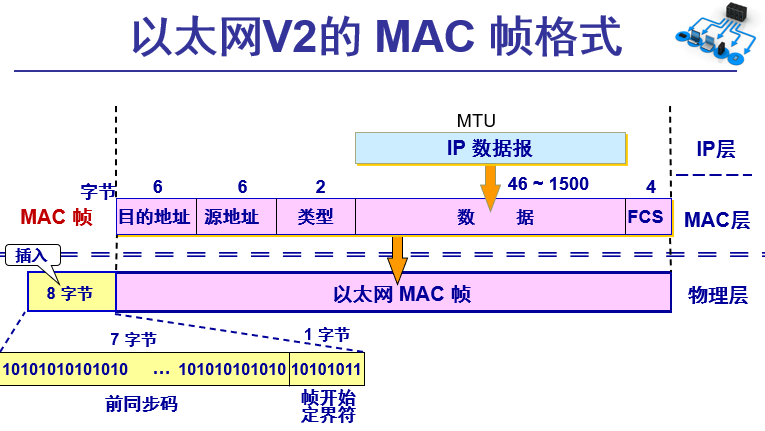 以太网V2的 MAC 帧格式
MTU
IP 数据报
IP层
字节
6
6
2
46 ~ 1500
4
MAC 帧
目的地址
源地址
类型
数 据
FCS
MAC层
插入
8 字节
以太网 MAC 帧
物理层
7 字节
1 字节
10101010101010 … 101010101010
10101011
前同步码
帧开始
定界符